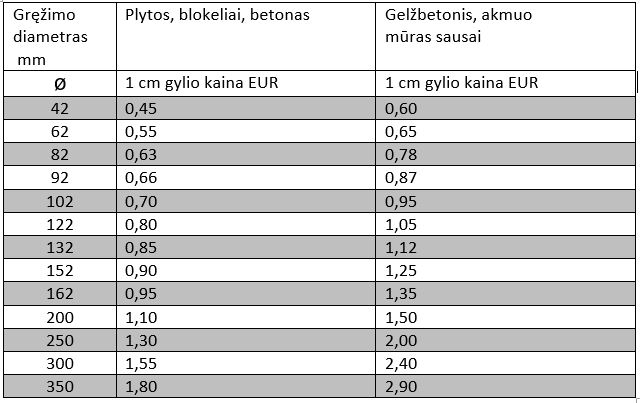 Gręžimo diametras mm	Plytos, blokeliai, betonas	Gelžbetonis, akmuo mūras sausai
Ø	1 cm gylio kaina EUR	1 cm gylio kaina EUR
42	0,45	0,60
62	0,55	0,65
82	0,63	0,78
92	0,66	0,87
102	0,70	0,95
122	0,80	1,05
132	0,85	1,12
152	0,90	1,25
162	0,95	1,35
200	1,10	1,50
250	1,30	2,00
300	1,55	2,40
350	1,80	2,90